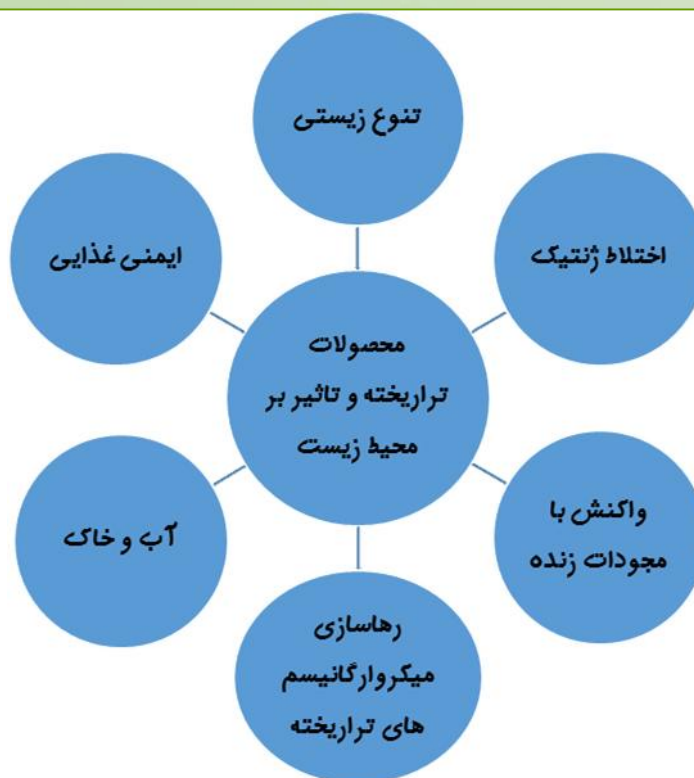 تنوع زیستی
اختلاط ژنتیک
واکنش با
مجودات زنده
رهاسازی
میکروارگانیسم
های تراریخته
آب و خاک
ایمنی غذایی
محصولات
تراریخته و تاثیر بر
محیط زیست